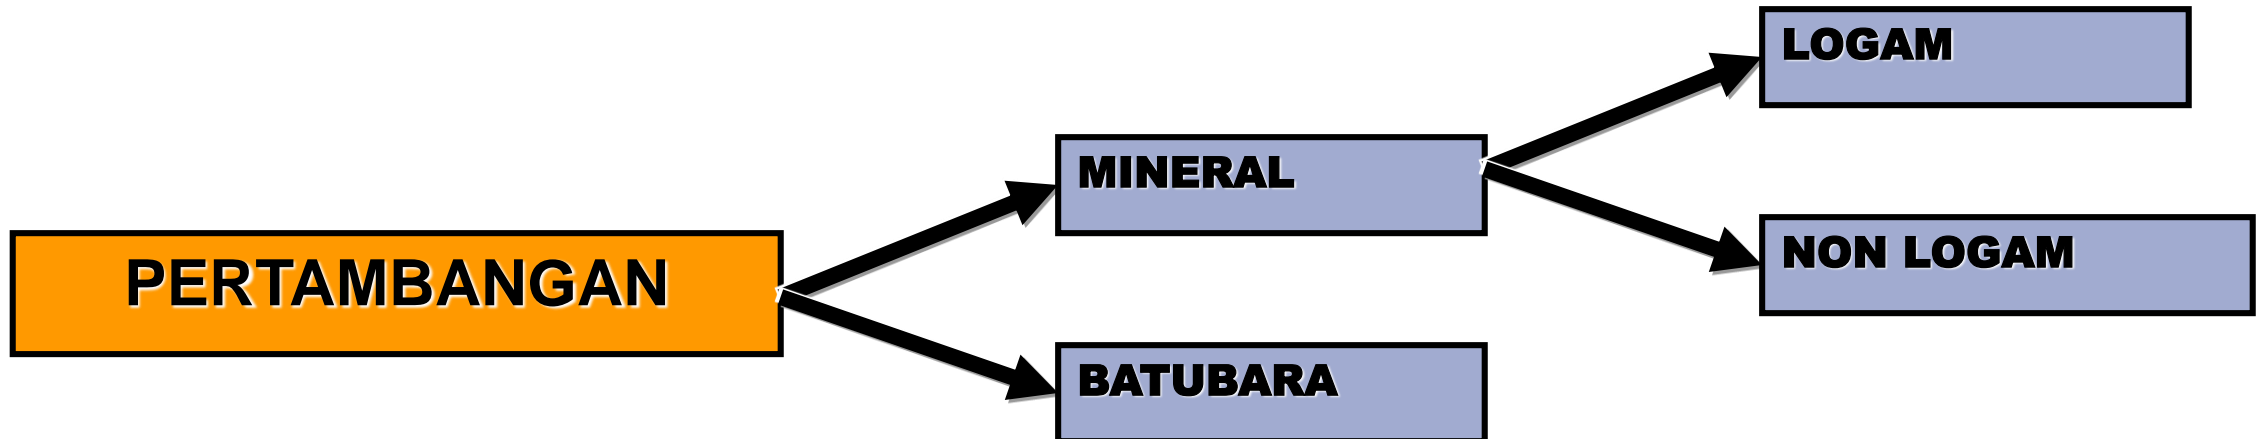 PERTAMBANGAN
MINERAL
BATUBARA
LOGAM
NON LOGAM